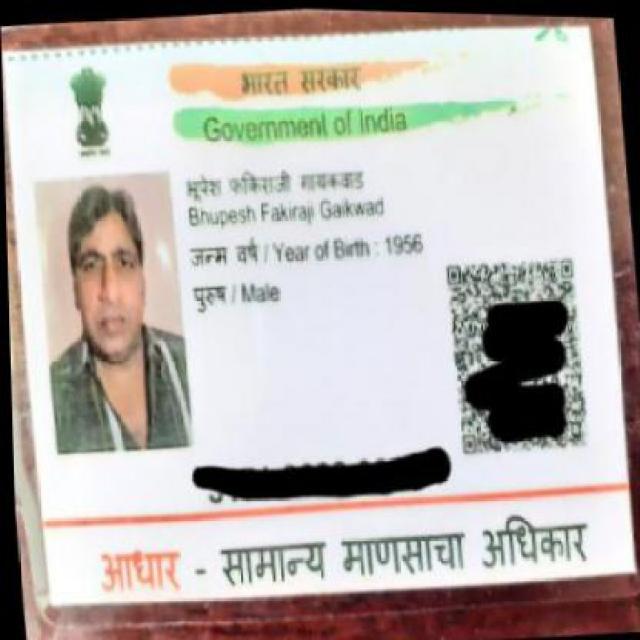 भारत सरकार
Government of India
भूपेश फकिराजी गायकवाड
Bhupesh Fakiraji Gaikwad
जन्म वर्ष / Year of Birth : 1956
पुरुष / Male
आधार - सामान्य माणसाचा अधिकार